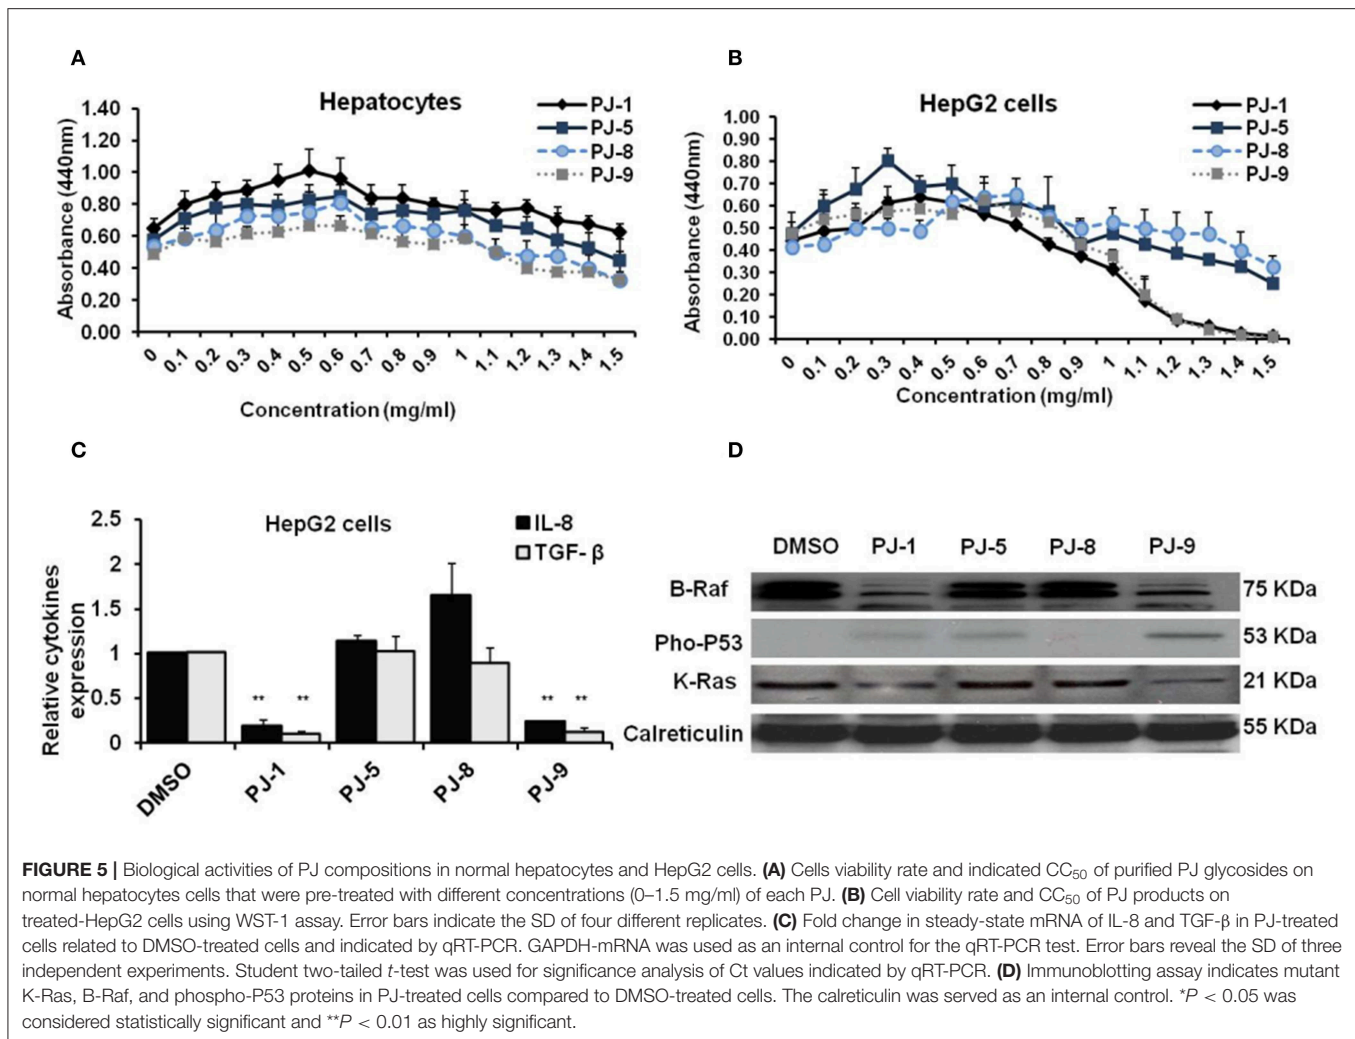 A
Hepatocytes
PJ-1
PJ-5
PJ-8
PJ-9
Absorbance (440nm)
1.40
1.20
1.00
0.80
0.60
0.40
0.20
0.00
0 0.1 0.2 0.3 0.4 0.5 0.6 0.7 0.8 0.9 1 1.1 1.2 1.3 1.4 1.5
Concentration (mg/ml)
B
HepG2 cells
PJ-1
PJ-5
PJ-8
PJ-9
Absorbance (440nm)
1.00
0.90
0.80
0.70
0.60
0.50
0.40
0.30
0.20
0.10
0.00
0 0.1 0.2 0.3 0.4 0.5 0.6 0.7 0.8 0.9 1 1.1 1.2 1.3 1.4 1.5
Concentration (mg/ml)
C
HepG2 cells
IL-8
TGF- β
Relative cytokines
expression
2.5
2
1.5
1
0.5
0
** ** ** **
DMSO PJ-1 PJ-5 PJ-8 PJ-9
D
DMSO PJ-1 PJ-5 PJ-8 PJ-9
B-Raf 75 KDa
Pho-P53 53 KDa
K-Ras 21 KDa
Calreticulin 55 KDa
FIGURE 5 | Biological activities of PJ compositions in normal hepatocytes and HepG2 cells. (A) Cells viability rate and indicated CC50 of purified PJ glycosides on
normal hepatocytes cells that were pre-treated with different concentrations (0–1.5 mg/ml) of each PJ. (B) Cell viability rate and CC50 of PJ products on
treated-HepG2 cells using WST-1 assay. Error bars indicate the SD of four different replicates. (C) Fold change in steady-state mRNA of IL-8 and TGF-β in PJ-treated
cells related to DMSO-treated cells and indicated by qRT-PCR. GAPDH-mRNA was used as an internal control for the qRT-PCR test. Error bars reveal the SD of three
independent experiments. Student two-tailed t-test was used for significance analysis of Ct values indicated by qRT-PCR. (D) Immunoblotting assay indicates mutant
K-Ras, B-Raf, and phospho-P53 proteins in PJ-treated cells compared to DMSO-treated cells. The calreticulin was served as an internal control. *P < 0.05 was
considered statistically significant and **P < 0.01 as highly significant.